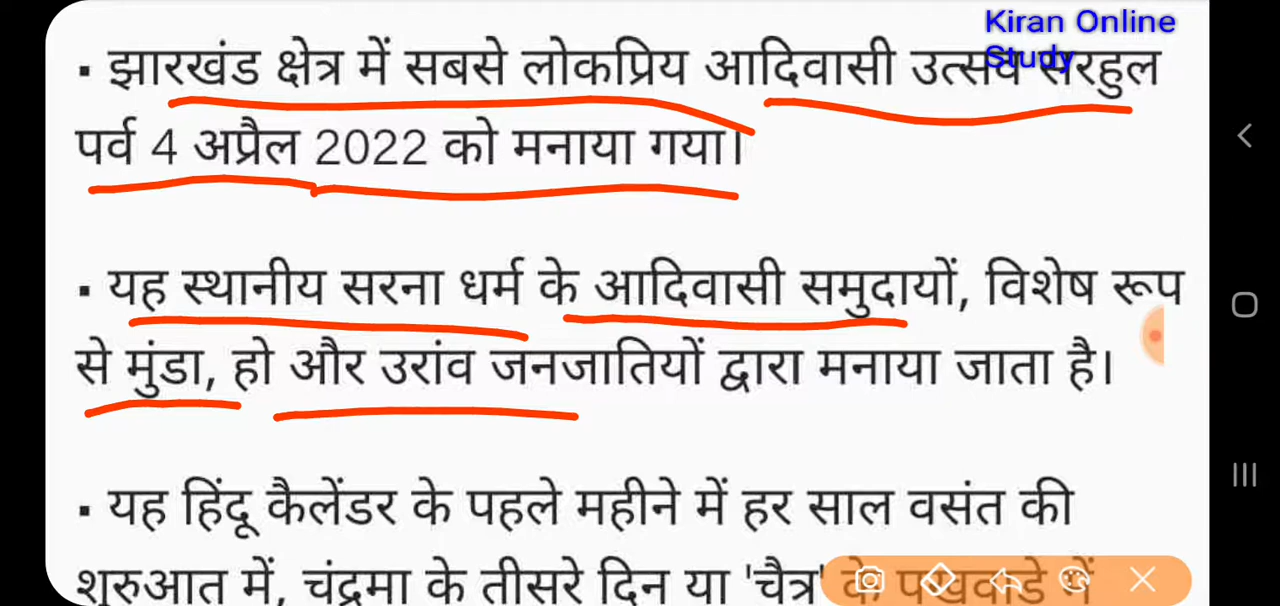 Kiran Online
Study
▪ झारखंड क्षेत्र में सबसे लोकप्रिय आदिवासी उत्सव सरहुल
पर्व 4 अप्रैल 2022 को मनाया गया।
▪ यह स्थानीय सरना धर्म के आदिवासी समुदायों, विशेष रूप
से मुंडा, हो और उरांव जनजातियों द्वारा मनाया जाता है।
▪ यह हिंदू कैलेंडर के पहले महीने में हर साल वसंत की
शुरुआत में, चंद्रमा के तीसरे दिन या 'चैत्र' के पखवाडे में